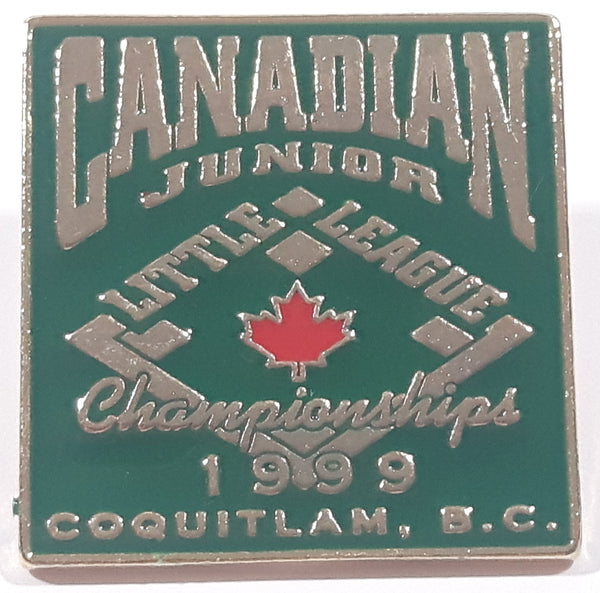 CANADIAN
JUNIOR
LITTLE LEAGUE
Championships
1999
COQUITLAM, B.C.